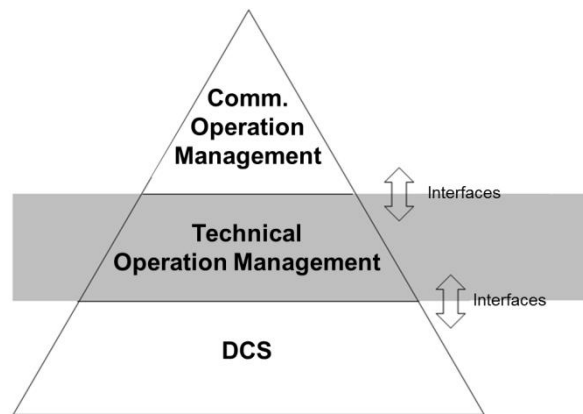 Comm.
Operation
Management
Interfaces
Technical
Operation Management
Interfaces
DCS